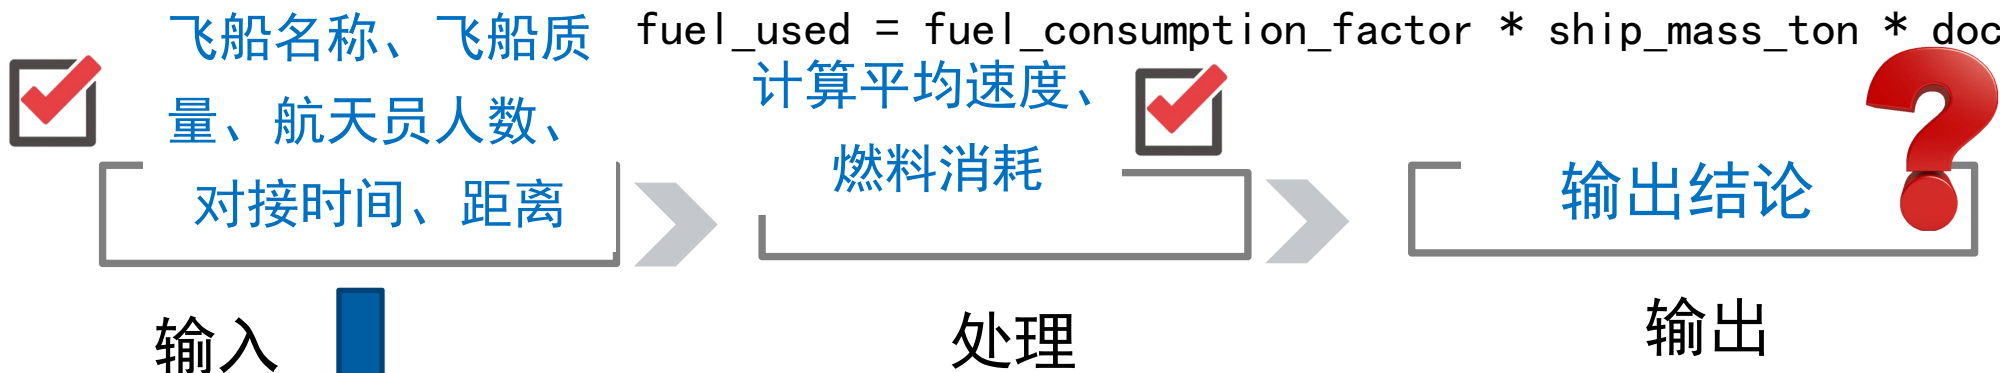 飞船名称、飞船质
量、航天员人数、
对接时间、距离
fuel_used = fuel_consumption_factor * ship_mass_ton *
计算平均速度、
燃料消耗
输出结论
输入
处理
输出